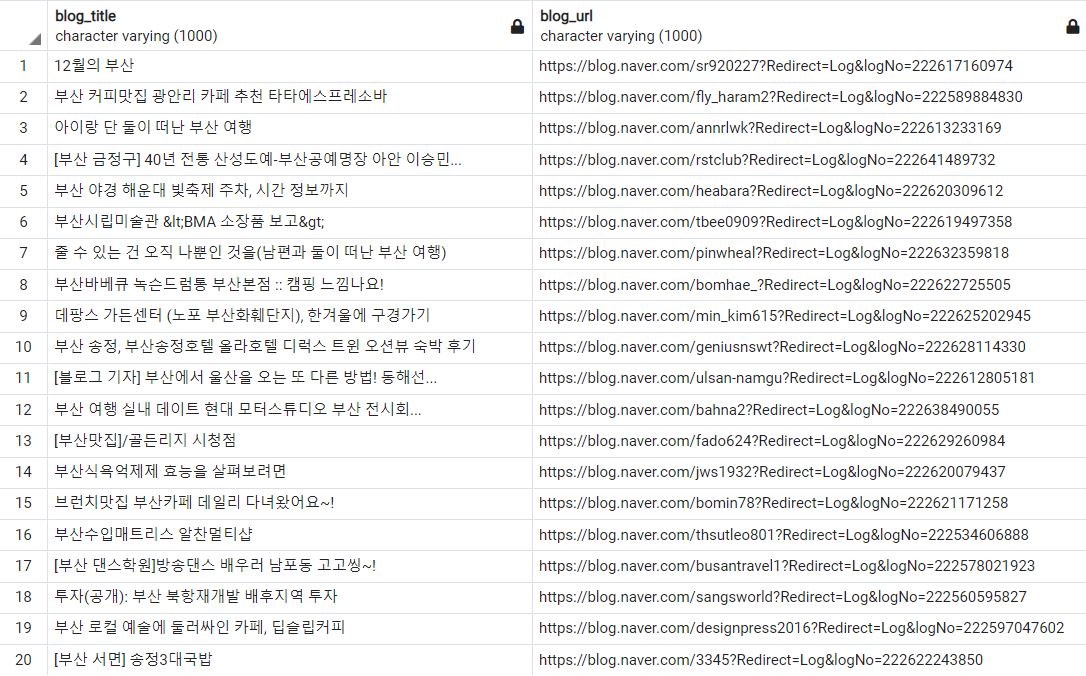 blog_title blog_url
character varying (1000) character varying (1000)
1 12월의 부산 https://blog.naver.com/sr920227?Redirect=Log&logNo=222617160974
2 부산 커피맛집 광안리 카페 추천 타타에스프레소바 https://blog.naver.com/fly_haram2?Redirect=Log&logNo=222589884830
3 아이랑 단 둘이 떠난 부산 여행 https://blog.naver.com/annrlwk?Redirect=Log&logNo=222613233169
4 [부산 금정구] 40년 전통 산성도예-부산공예명장 아안 이승민... https://blog.naver.com/rstclub?Redirect=Log&logNo=222641489732
5 부산 야경 해운대 빛축제 주차, 시간 정보까지 https://blog.naver.com/heabara?Redirect=Log&logNo=222620309612
6 부산시립미술관 &lt;BMA 소장품 보고&gt; https://blog.naver.com/tbee0909?Redirect=Log&logNo=222619497358
7 줄 수 있는 건 오직 나뿐인 것을(남편과 둘이 떠난 부산 여행) https://blog.naver.com/pinwheal?Redirect=Log&logNo=222632359818
8 부산바베큐 녹슨드럼통 부산본점 :: 캠핑 느낌나요! https://blog.naver.com/bomhae_?Redirect=Log&logNo=222622725505
9 데팡스 가든센터 (노포 부산화훼단지), 한겨울에 구경가기 https://blog.naver.com/min_kim615?Redirect=Log&logNo=222625202945
10 부산 송정, 부산송정호텔 올라호텔 디럭스 트윈 오션뷰 숙박 후기 https://blog.naver.com/geniusnswt?Redirect=Log&logNo=222628114330
11 [블로그 기자] 부산에서 울산을 오는 또 다른 방법! 동해선... https://blog.naver.com/ulsan-namgu?Redirect=Log&logNo=222612805181
12 부산 여행 실내 데이트 현대 모터스튜디오 부산 전시회... https://blog.naver.com/bahna2?Redirect=Log&logNo=222638490055
13 [부산맛집]/골든리지 시청점 https://blog.naver.com/fado624?Redirect=Log&logNo=222629260984
14 부산식욕억제제 효능을 살펴보려면 https://blog.naver.com/jws1932?Redirect=Log&logNo=222620079437
15 브런치맛집 부산카페 데일리 다녀왔어요~! https://blog.naver.com/bomin78?Redirect=Log&logNo=222621171258
16 부산수입매트리스 알찬멀티샵 https://blog.naver.com/thsutleo801?Redirect=Log&logNo=222534606888
17 [부산 댄스학원]방송댄스 배우러 남포동 고고씽~! https://blog.naver.com/busantravel1?Redirect=Log&logNo=222578021923
18 투자(공개): 부산 북항재개발 배후지역 투자 https://blog.naver.com/sangsworld?Redirect=Log&logNo=222560595827
19 부산 로컬 예술에 둘러싸인 카페, 딥슬립커피 https://blog.naver.com/designpress2016?Redirect=Log&logNo=222597047602
20 [부산 서면] 송정3대국밥 https://blog.naver.com/3345?Redirect=Log&logNo=222622243850